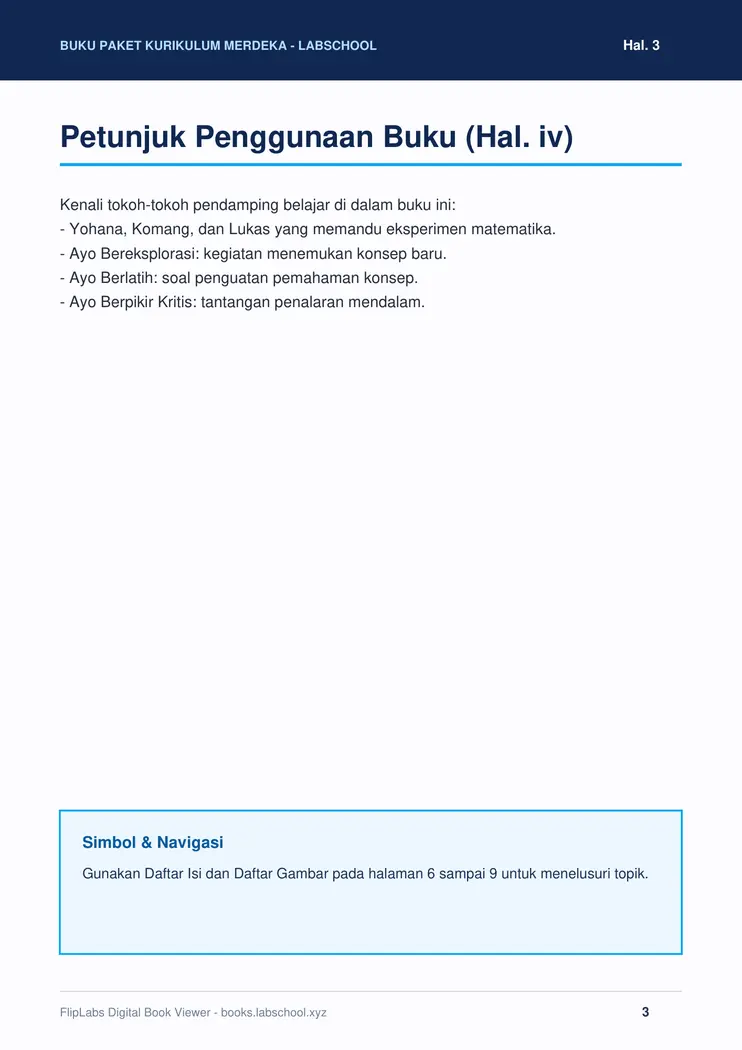 BUKU PAKET KURIKULUM MERDEKA - LABSCHOOL Hal. 3
Petunjuk Penggunaan Buku (Hal. iv)
Kenali tokoh-tokoh pendamping belajar di dalam buku ini:
- Yohana, Komang, dan Lukas yang memandu eksperimen matematika.
- Ayo Bereksplorasi: kegiatan menemukan konsep baru.
- Ayo Berlatih: soal penguatan pemahaman konsep.
- Ayo Berpikir Kritis: tantangan penalaran mendalam.
Simbol & Navigasi
Gunakan Daftar Isi dan Daftar Gambar pada halaman 6 sampai 9 untuk menelusuri topik.
FlipLabs Digital Book Viewer - books.labschool.xyz 3